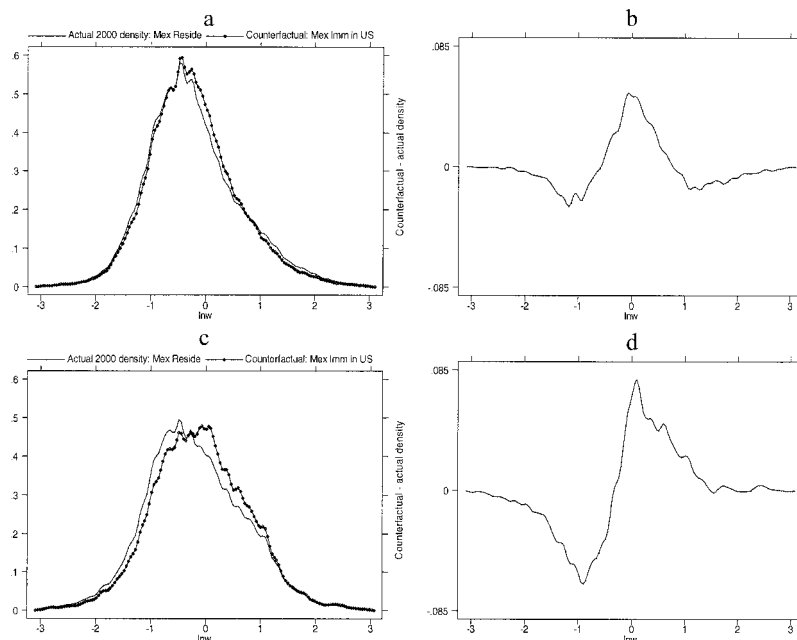 a
Actual 2000 density: Mex Reside Counterfactual: Mex Imm in US
.6
.5
.4
.3
.2
.1
0
-3 -2 -1 0 1 2 3
lnw
b
Counterfactual - actual density
.085
0
-.085
-3 -2 -1 0 1 2 3
lnw
c
Actual 2000 density: Mex Reside Counterfactual: Mex Imm in US
.6
.5
.4
.3
.2
.1
0
-3 -2 -1 0 1 2 3
lnw
d
Counterfactual - actual density
.085
0
-.085
-3 -2 -1 0 1 2 3
lnw